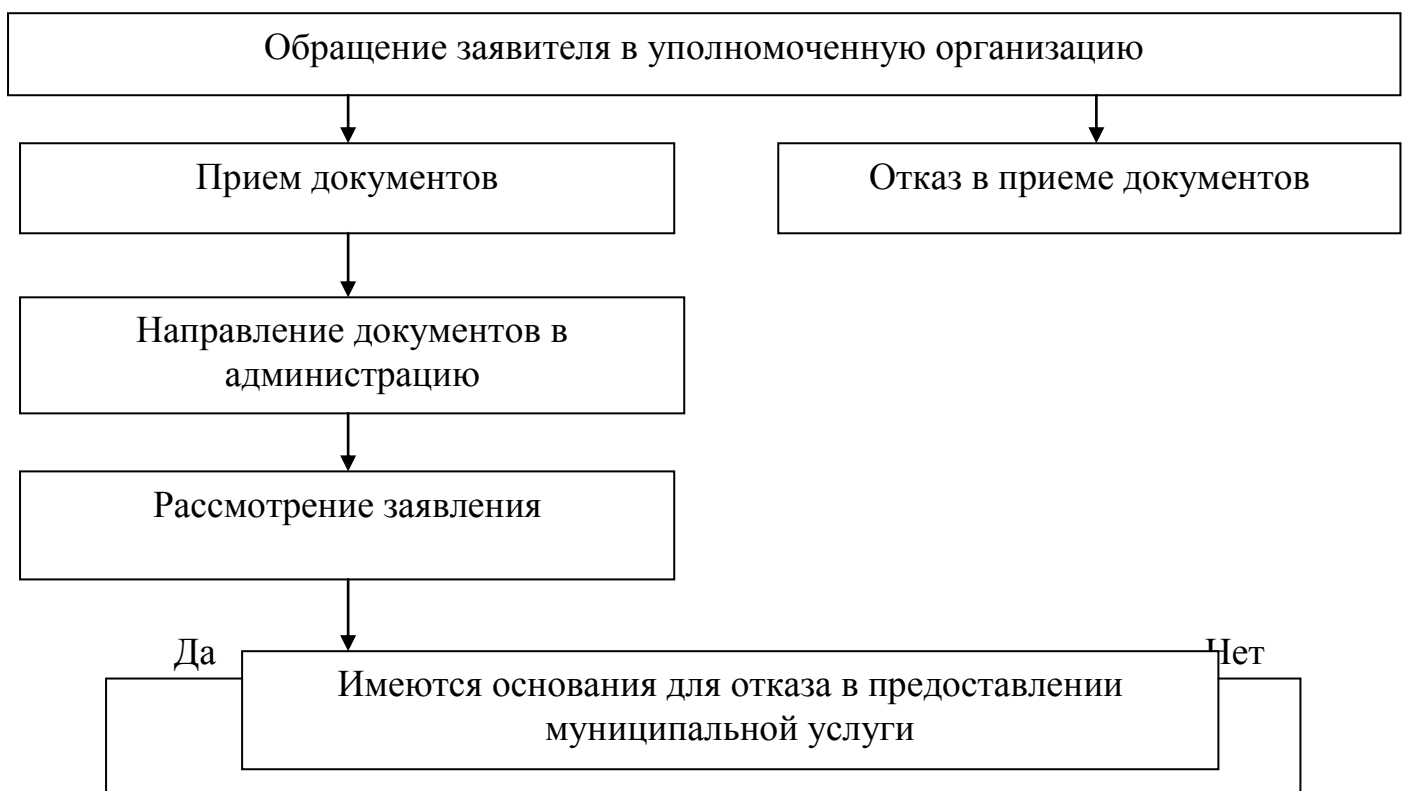 Обращение заявителя в уполномоченную организацию
Прием документов
Отказ в приеме документов
Направление документов в
администрацию
Рассмотрение заявления
Да
Нет
Имеются основания для отказа в предоставлении
муниципальной услуги